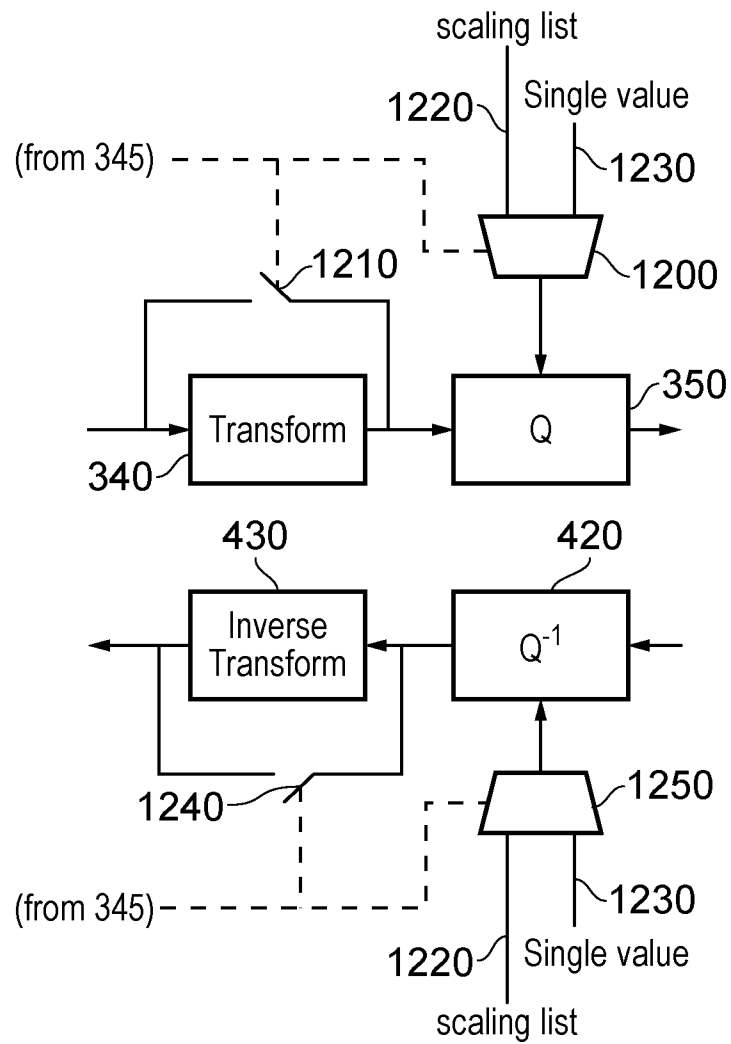 scaling list
1220
Single value
(from 345)
1230
1210
1200
Transform
Q
350
340
430
420
Inverse
Transform
Q-1
1240
1250
(from 345)
1230
1220
Single value
scaling list